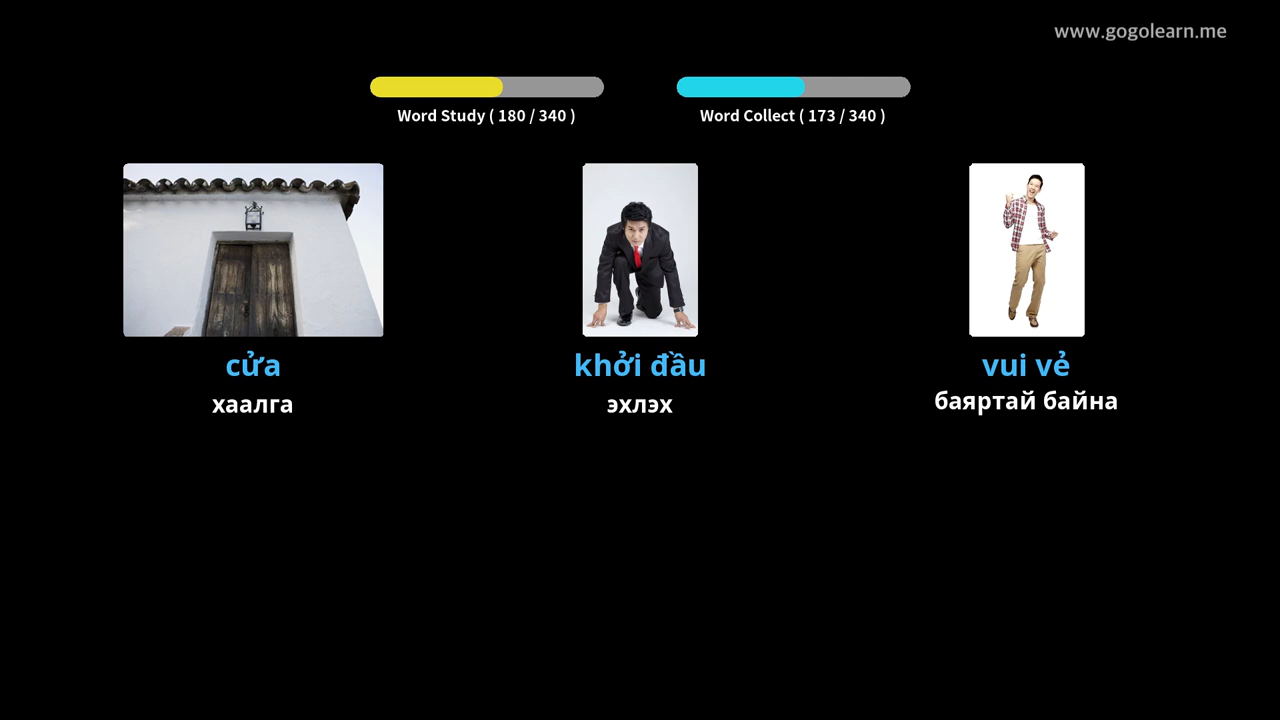 www.gogolearn.me
Word Study ( 180 / 340 )
Word Collect ( 173 / 340 )
cửa
khởi đầu
vui vẻ
хаалга
эхлэх
баяртай байна